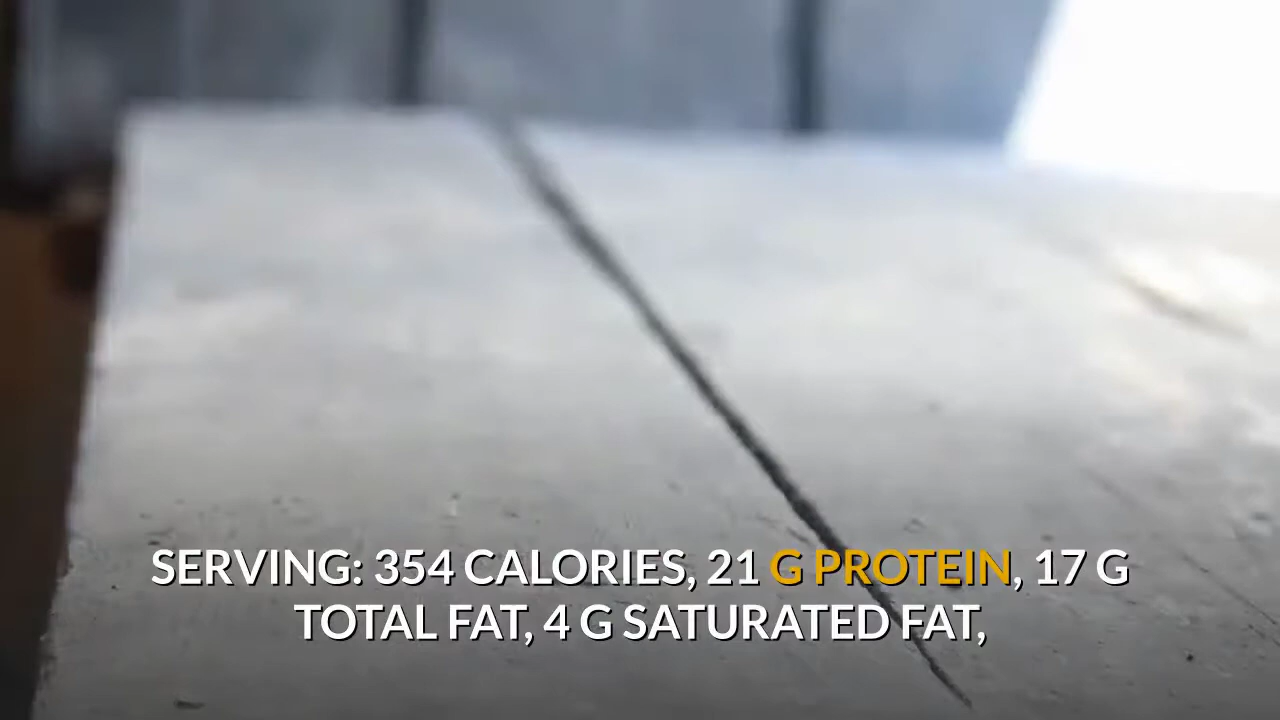 SERVING: 354 CALORIES, 21 G PROTEIN, 17 G
TOTAL FAT, 4 G SATURATED FAT,